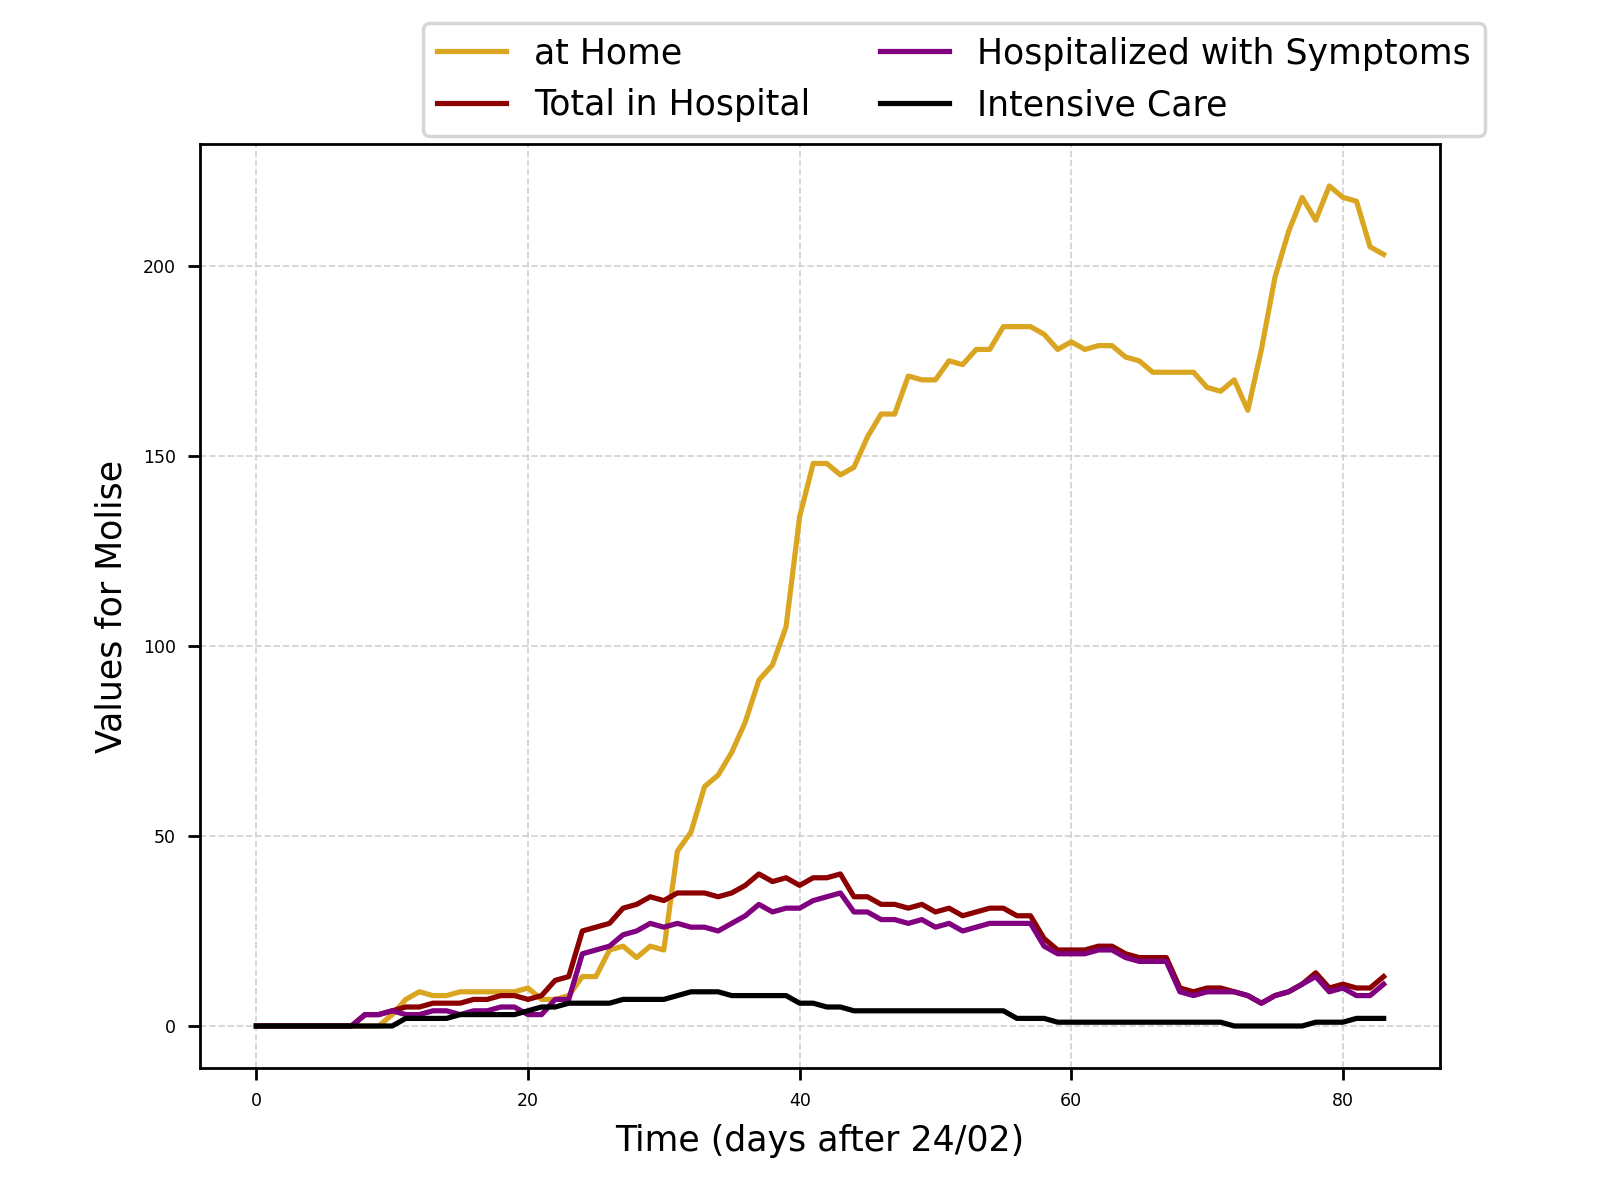 at Home
Total in Hospital
Hospitalized with Symptoms
Intensive Care
200
150
100
50
0
Values for Molise
0 20 40 60 80
Time (days after 24/02)